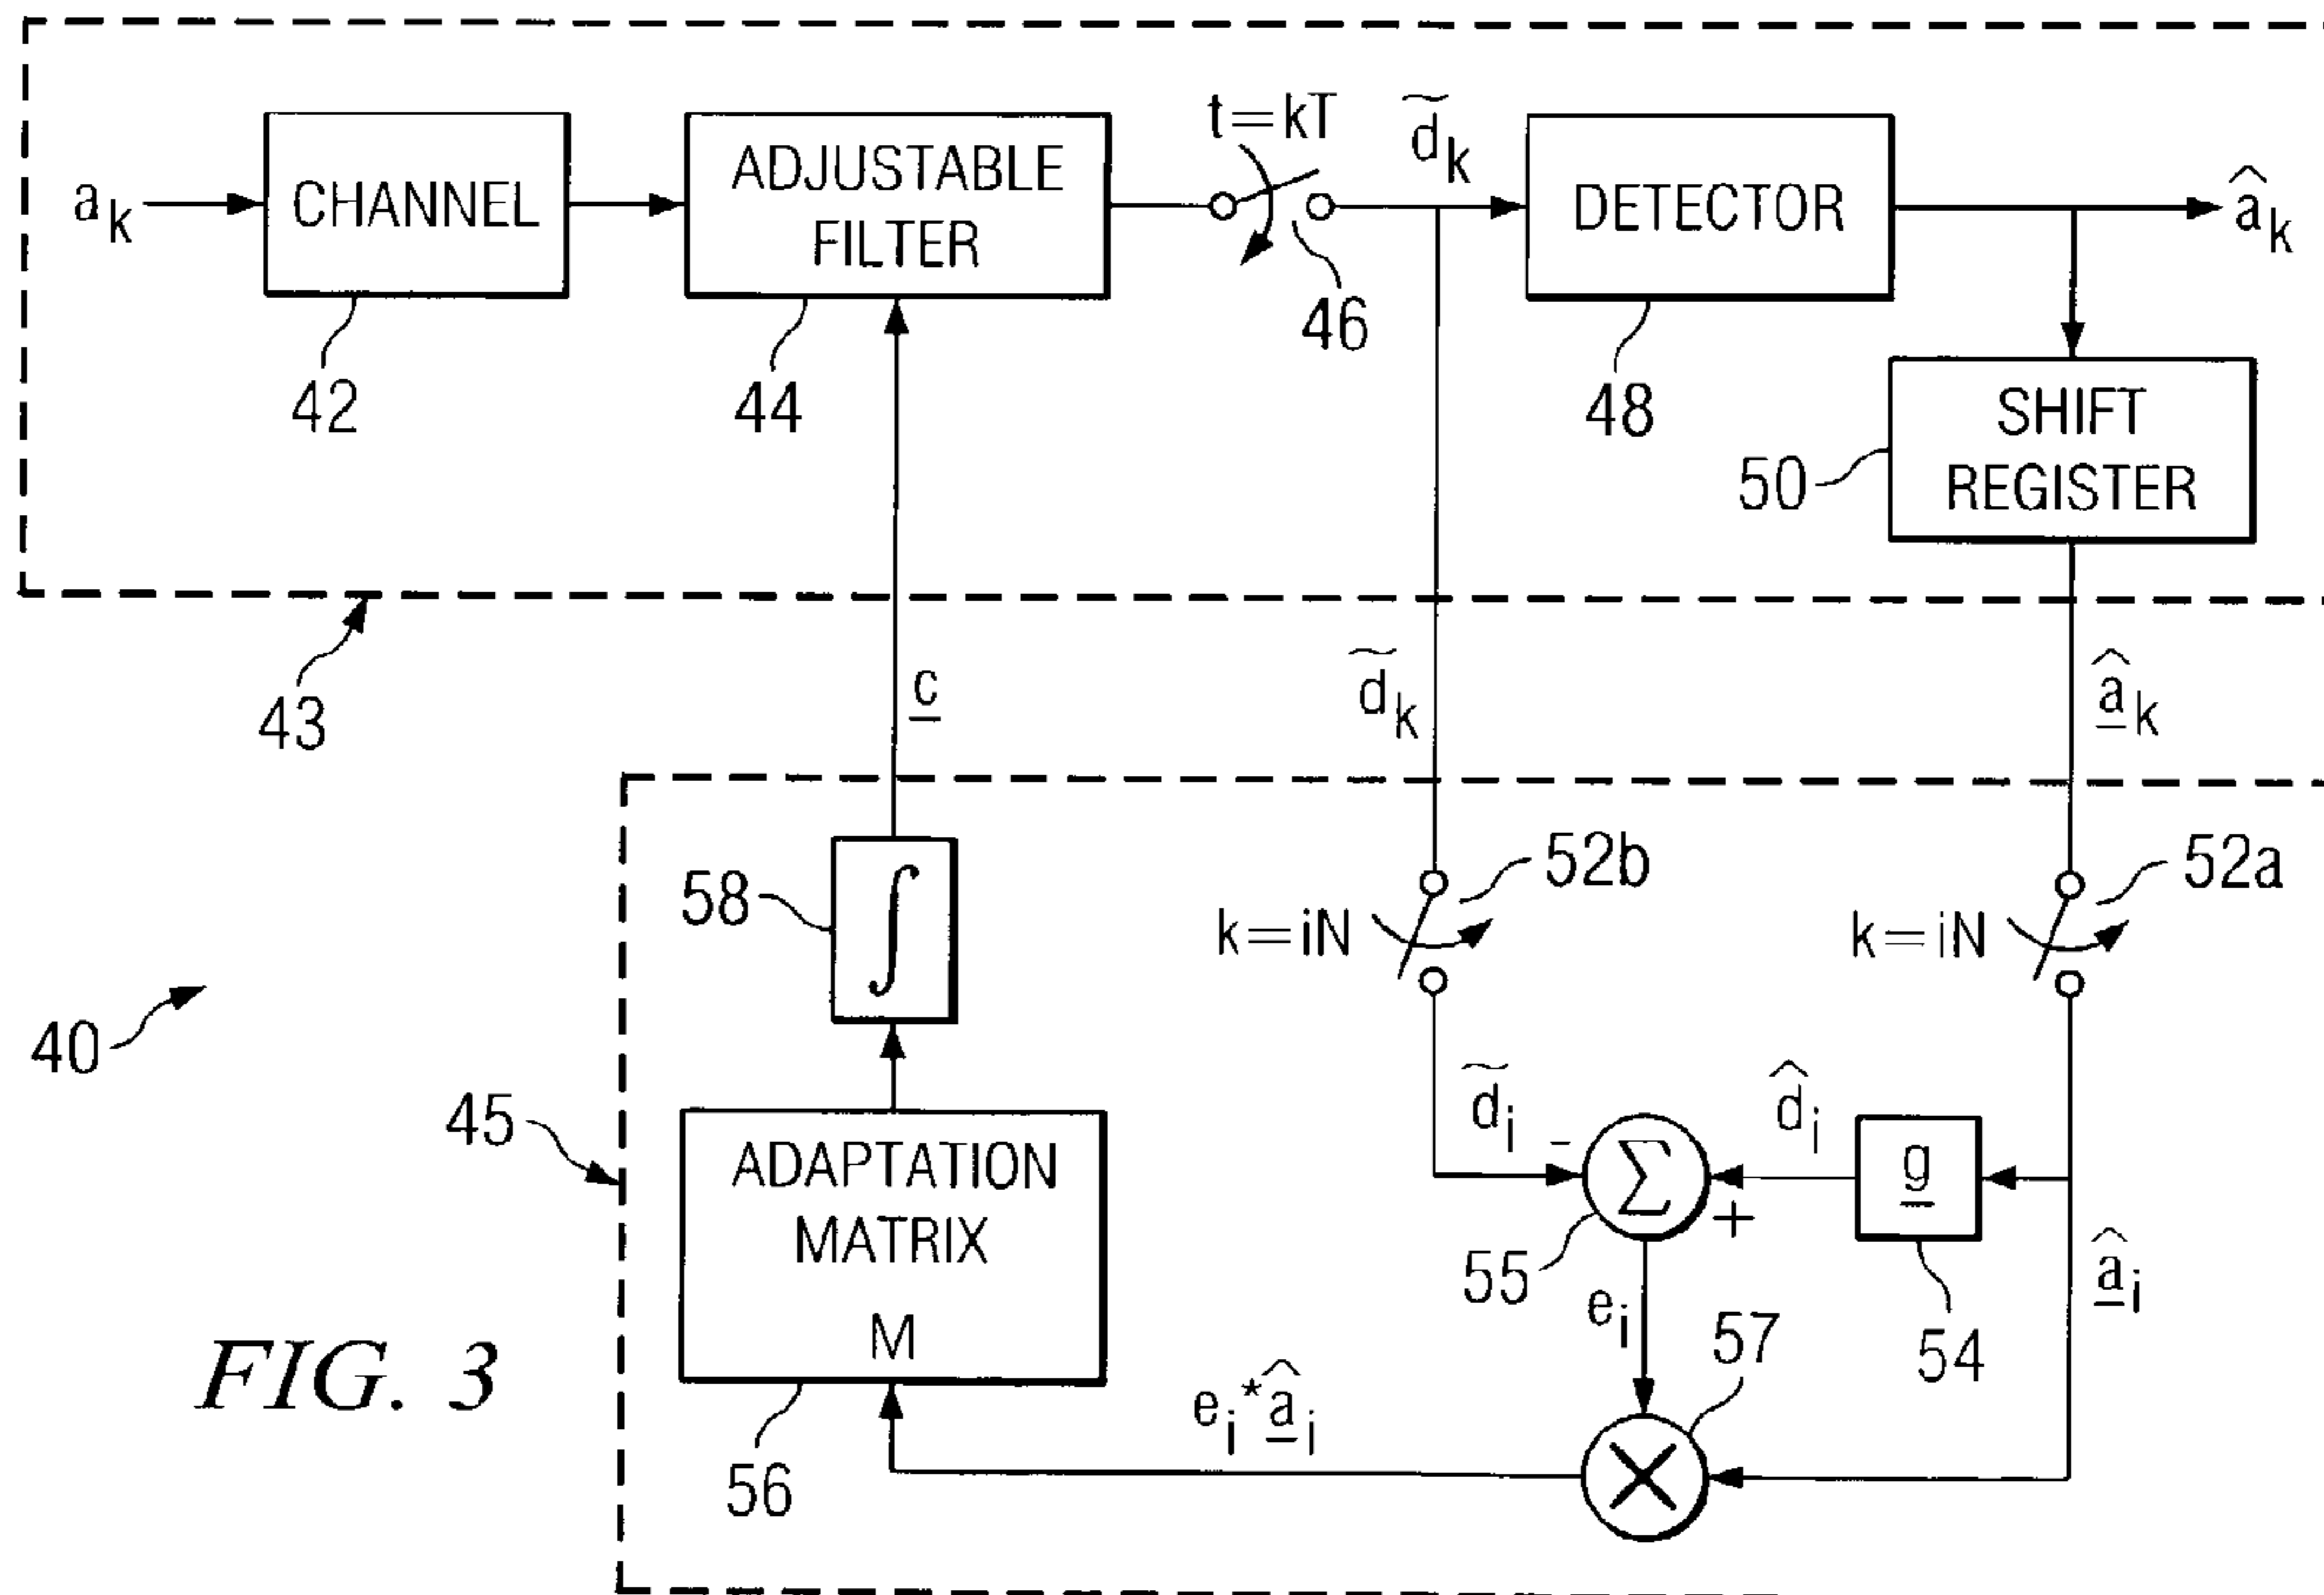 t=kT
d̃k
ak
CHANNEL
ADJUSTABLE
FILTER
DETECTOR
âk
42
44
46
48
SHIFT
REGISTER
50
43
c
d̃k
âk
58
∫
k=iN
52b
k=iN
52a
40
45
ADAPTATION
MATRIX
M
d̃i
-
Σ
+
d̂i
g
55
ei
57
54
âi
FIG. 3
56
ei*âi
×